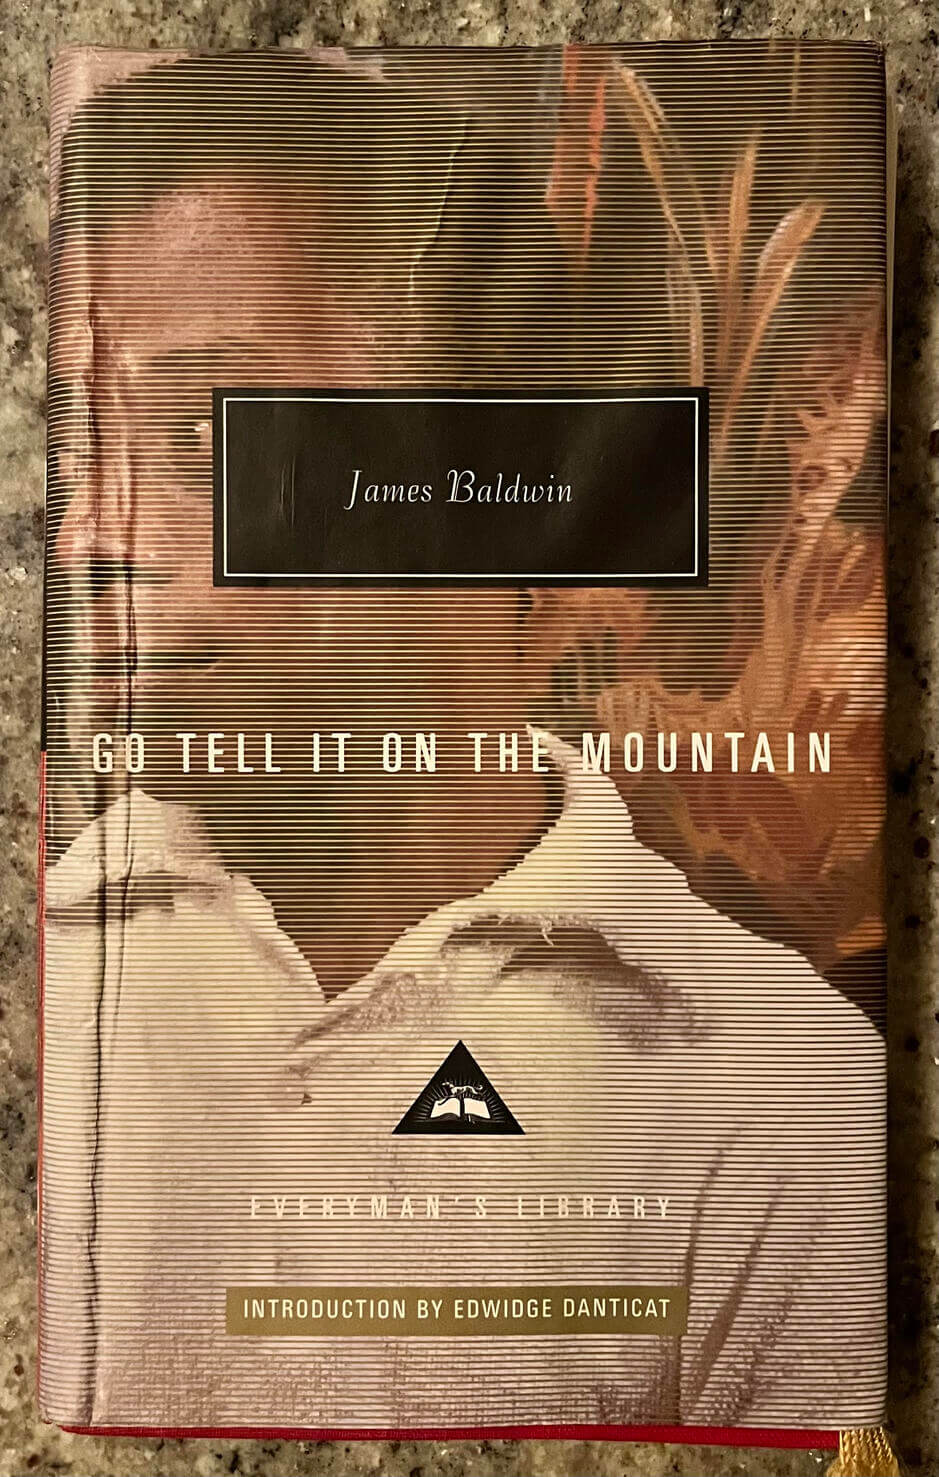 James Baldwin
GO TELL IT ON THE MOUNTAIN
EVERYMAN'S LIBRARY
INTRODUCTION BY EDWIDGE DANTICAT